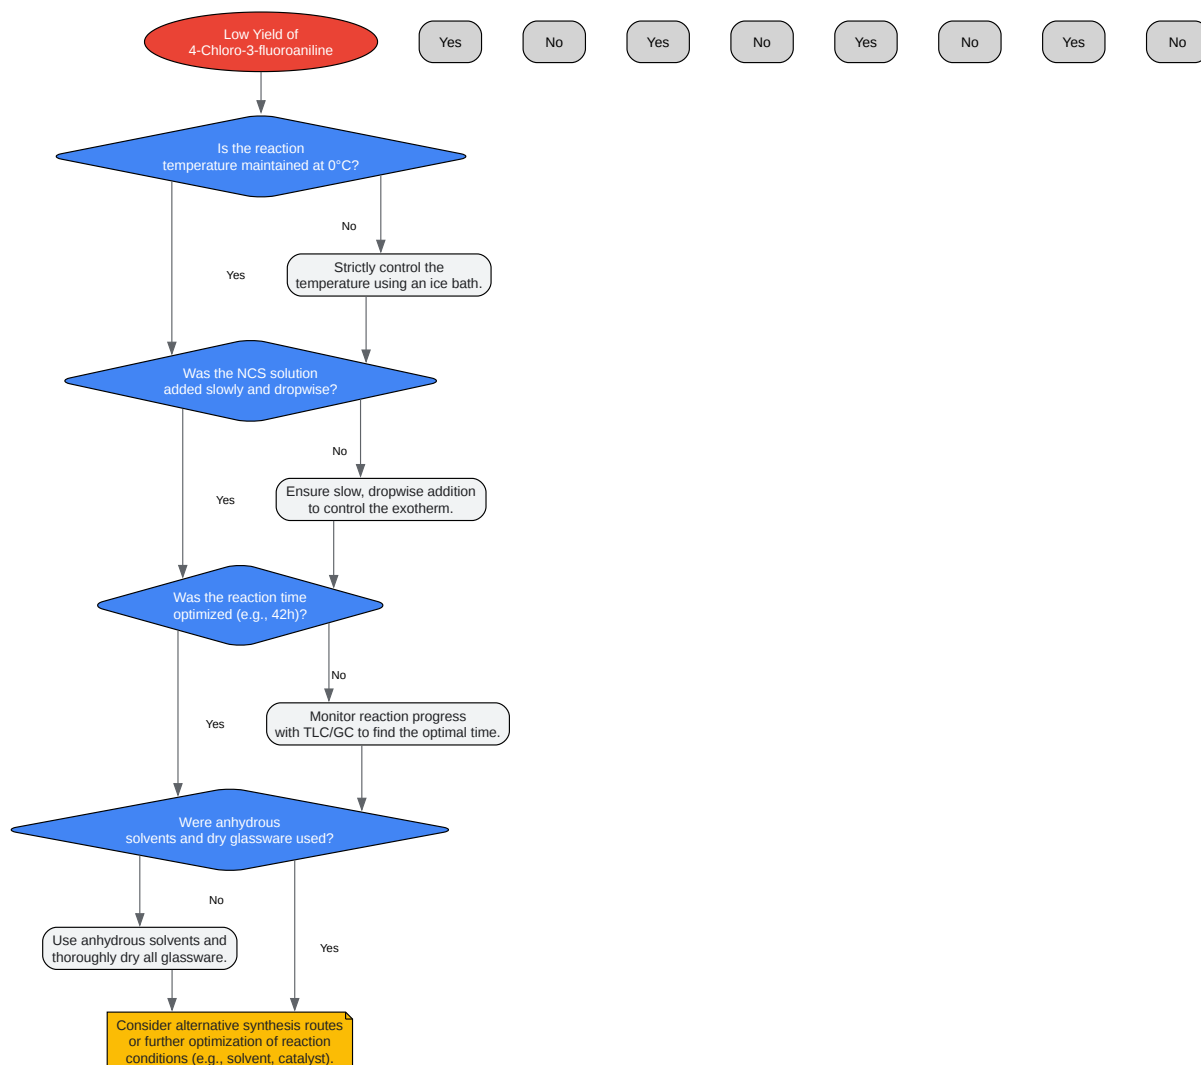 Low Yield of
4-Chloro-3-fluoroaniline
Yes
No
Yes
No
Yes
No
Yes
No
Is the reaction
temperature maintained at 0°C?
No
Strictly control the
temperature using an ice bath.
Yes
Was the NCS solution
added slowly and dropwise?
No
Ensure slow, dropwise addition
to control the exotherm.
Yes
Was the reaction time
optimized (e.g., 42h)?
No
Monitor reaction progress
with TLC/GC to find the optimal time.
Yes
Were anhydrous
solvents and dry glassware used?
No
Use anhydrous solvents and
thoroughly dry all glassware.
Yes
Consider alternative synthesis routes
or further optimization of reaction
conditions (e.g., solvent, catalyst).